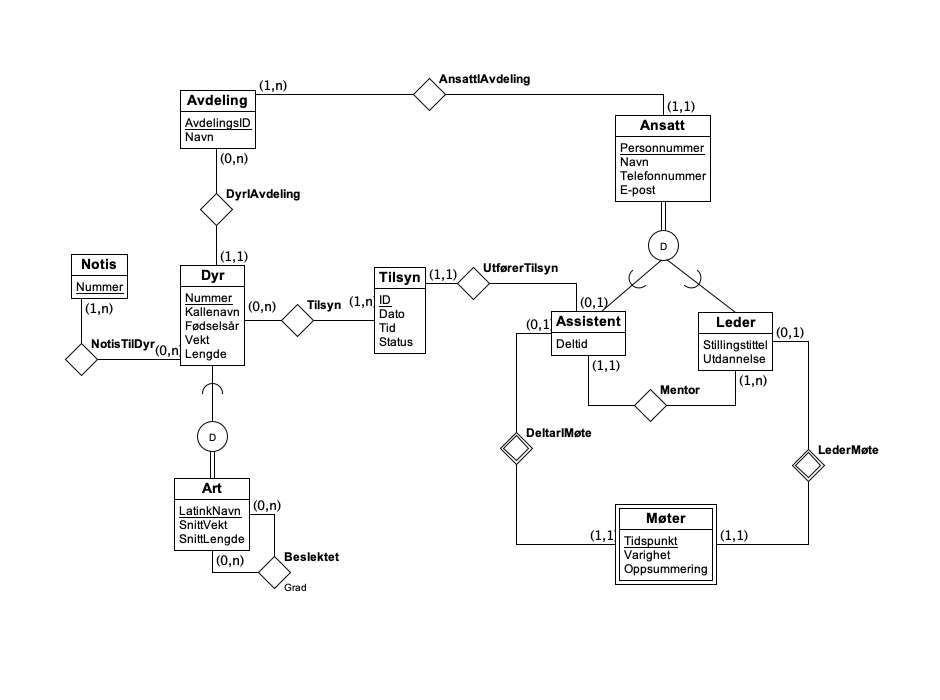 AnsattIAvdeling
(1,n)
Avdeling
AvdelingsID
Navn
(0,n)
(1,1)
Ansatt
Personnummer
Navn
Telefonnummer
E-post
DyrIAvdeling
D
(1,1)
Notis
Nummer
(1,n)
Dyr
Nummer
Kallenavn
Fødselsår
Vekt
Lengde
(0,n)
Tilsyn
(1,n
Tilsyn
ID
Dato
Tid
Status
(1,1)
UtførerTilsyn
(0,1)
Assistent
Deltid
(0,1
(1,1)
Leder
Stillingstittel
Utdannelse
(0,1)
(1,n)
NotisTilDyr
(0,n
Mentor
D
DeltarIMøte
LederMøte
Art
LatinkNavn
SnittVekt
SnittLengde
(0,n)
(0,n)
Beslektet
Grad
Møter
Tidspunkt
Varighet
Oppsummering
(1,1
(1,1)